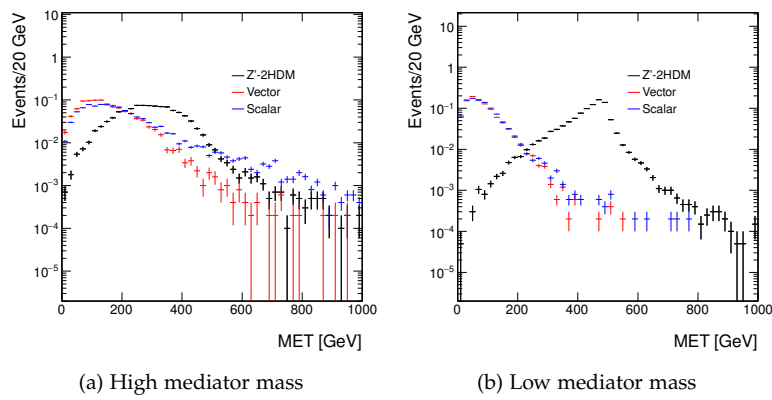 Events/20 GeV
10
1
10⁻¹
10⁻²
10⁻³
10⁻⁴
10⁻⁵
Z'-2HDM
Vector
Scalar
0 200 400 600 800 1000
MET [GeV]
(a) High mediator mass
Events/20 GeV
10
1
10⁻¹
10⁻²
10⁻³
10⁻⁴
10⁻⁵
Z'-2HDM
Vector
Scalar
0 200 400 600 800 1000
MET [GeV]
(b) Low mediator mass